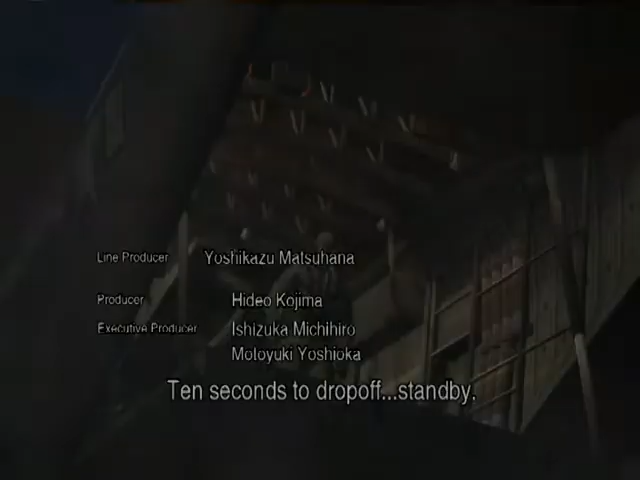 Line Producer Yoshikazu Matsuhana
Producer Hideo Kojima
Executive Producer Ishizuka Michihiro
Motoyuki Yoshioka
Ten seconds to dropoff...standby.